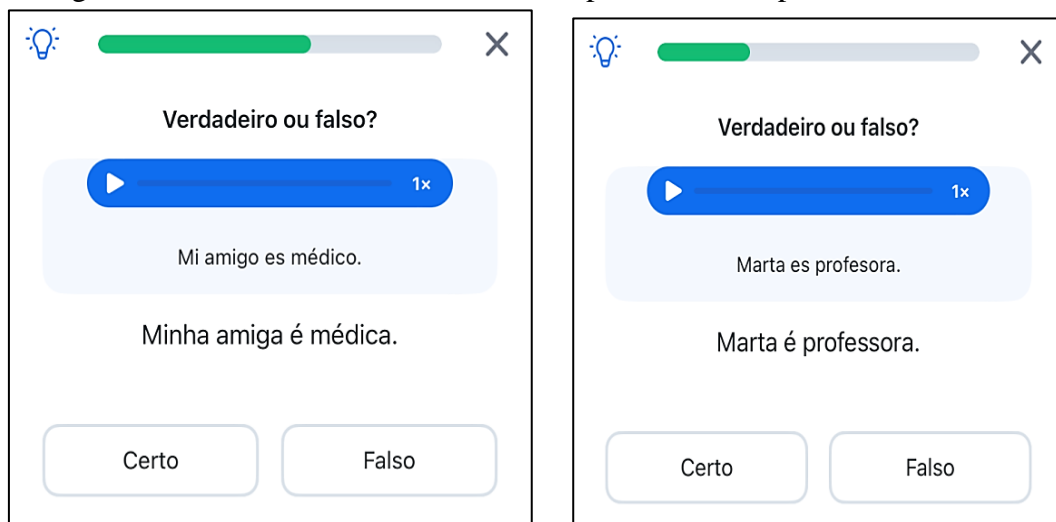 Verdadeiro ou falso?
1×
Mi amigo es médico.
Minha amiga é médica.
Certo Falso
Verdadeiro ou falso?
1×
Marta es profesora.
Marta é professora.
Certo Falso